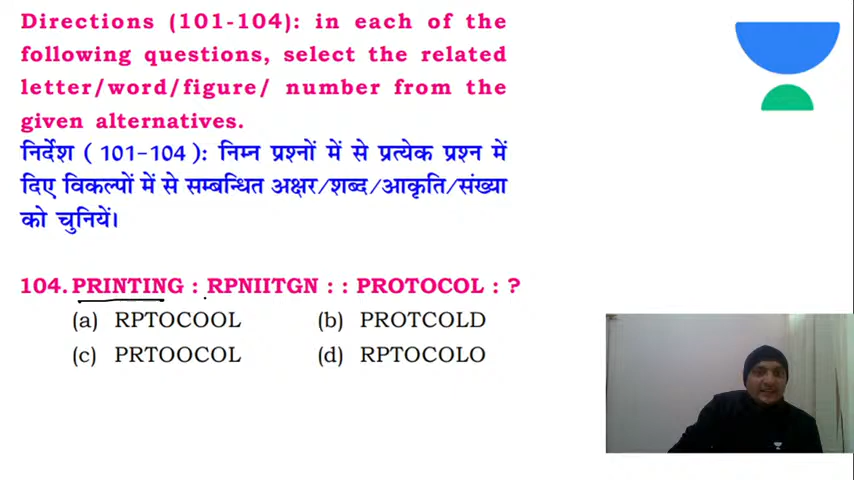 Directions (101-104): in each of the
following questions, select the related
letter/word/figure/ number from the
given alternatives.
निर्देश ( 101-104 ): निम्न प्रश्नों में से प्रत्येक प्रश्न में
दिए विकल्पों में से सम्बन्धित अक्षर/शब्द/आकृति/संख्या
को चुनियें।
104. PRINTING : RPNIITGN : : PROTOCOL : ?
(a) RPTOCOOL (b) PROTCOLD
(c) PRTOOCOL (d) RPTOCOLO